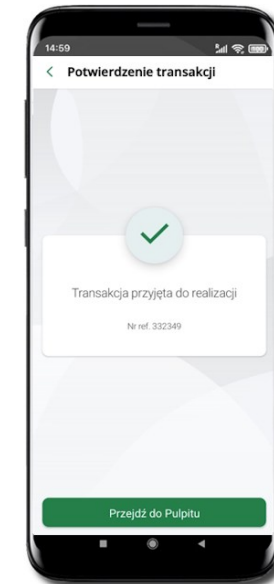 14:59
Potwierdzenie transakcji
Transakcja przyjęta do realizacji
Nr ref. 332349
Przejdź do Pulpitu